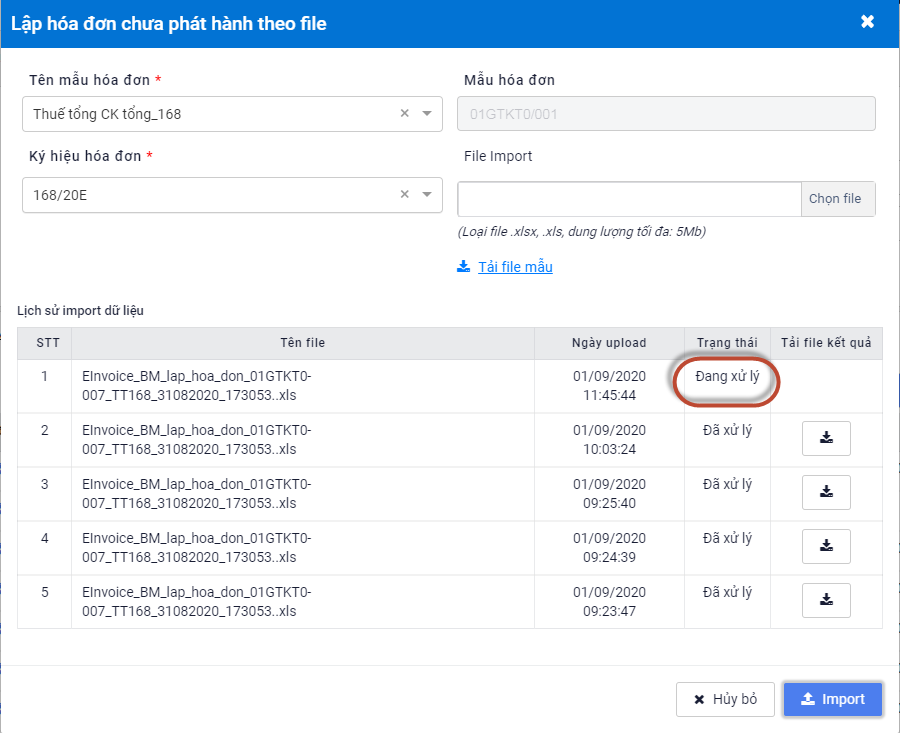 Lập hóa đơn chưa phát hành theo file
Tên mẫu hóa đơn *
Mẫu hóa đơn
Thuế tổng CK tổng_168
01GTKT0/001
Ký hiệu hóa đơn *
File Import
168/20E
Chọn file
(Loại file .xlsx, .xls, dung lượng tối đa: 5Mb)
Tải file mẫu
Lịch sử import dữ liệu
STT Tên file Ngày upload Trạng thái Tải file kết quả
1 EInvoice_BM_lap_hoa_don_01GTKT0- 01/09/2020 Đang xử lý
007_TT168_31082020_173053..xls 11:45:44
2 EInvoice_BM_lap_hoa_don_01GTKT0- 01/09/2020 Đã xử lý
007_TT168_31082020_173053..xls 10:03:24
3 EInvoice_BM_lap_hoa_don_01GTKT0- 01/09/2020 Đã xử lý
007_TT168_31082020_173053..xls 09:25:40
4 EInvoice_BM_lap_hoa_don_01GTKT0- 01/09/2020 Đã xử lý
007_TT168_31082020_173053..xls 09:24:39
5 EInvoice_BM_lap_hoa_don_01GTKT0- 01/09/2020 Đã xử lý
007_TT168_31082020_173053..xls 09:23:47
Hủy bỏ
Import